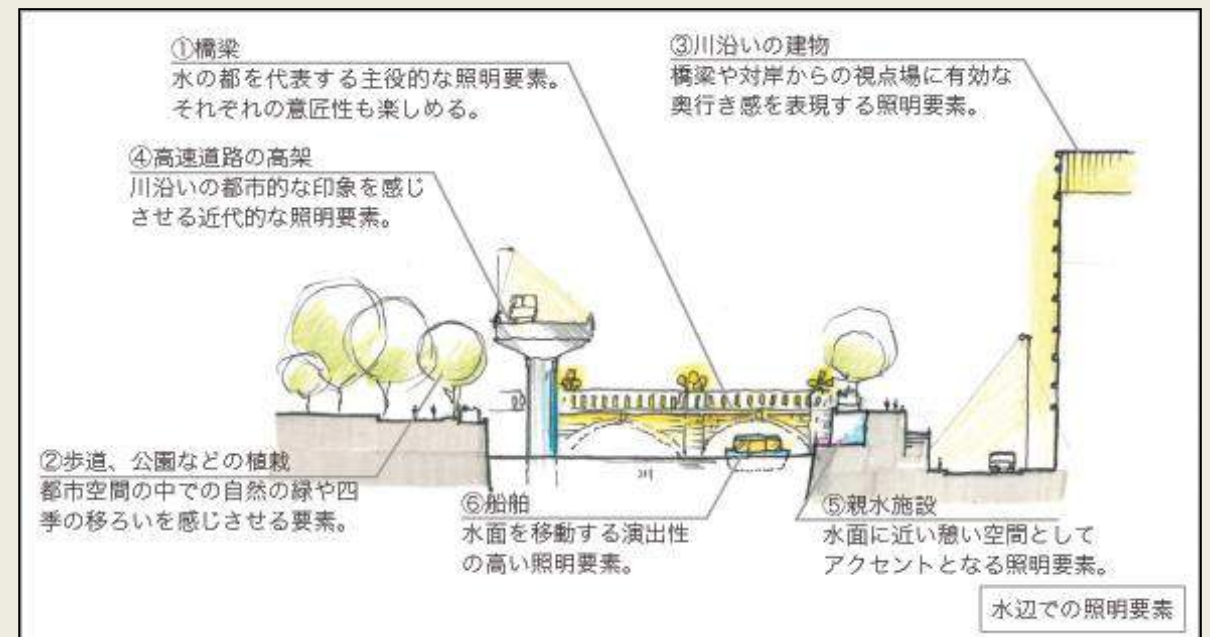 ①橋梁
水の都を代表する主役的な照明要素。
それぞれの意匠性も楽しめる。
③川沿いの建物
橋梁や対岸からの視点場に有効な
奥行き感を表現する照明要素。
④高速道路の高架
川沿いの都市的な印象を感じ
させる近代的な照明要素。
②歩道、公園などの植栽
都市空間の中での自然の緑や四
季の移ろいを感じさせる要素。
川
⑥船舶
水面を移動する演出性
の高い照明要素。
⑤親水施設
水面に近い憩い空間として
アクセントとなる照明要素。
水辺での照明要素